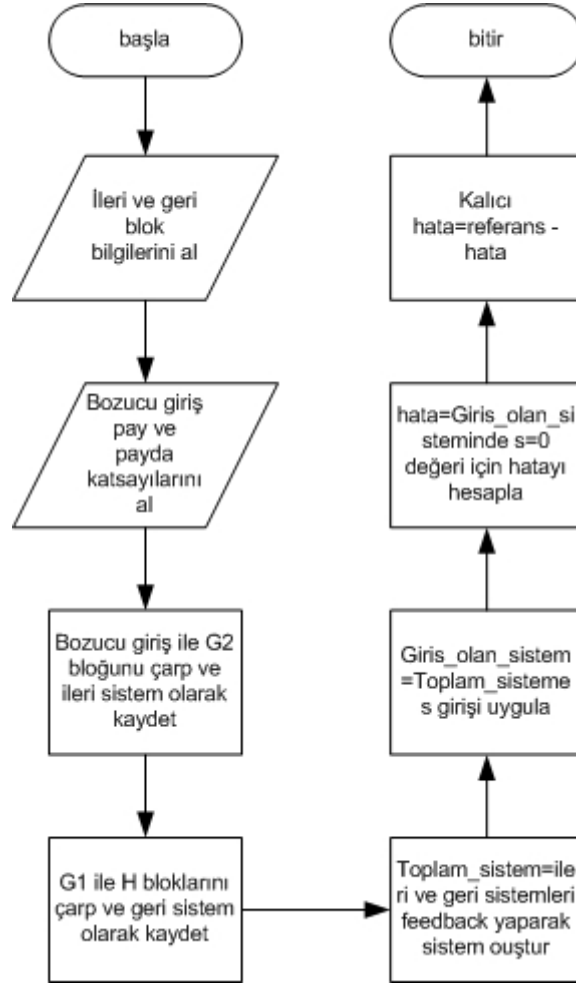 başla
İleri ve geri
blok
bilgilerini al
Bozucu giriş
pay ve
payda
katsayılarını
al
Bozucu giriş ile G2
bloğunu çarp ve
ileri sistem olarak
kaydet
G1 ile H bloklarını
çarp ve geri sistem
olarak kaydet
Toplam_sistem=ile
ri ve geri sistemleri
feedback yaparak
sistem ouştur
Giris_olan_sistem
=Toplam_sisteme
s girişi uygula
hata=Giris_olan_si
steminde s=0
değeri için hatayı
hesapla
Kalıcı
hata=referans -
hata
bitir